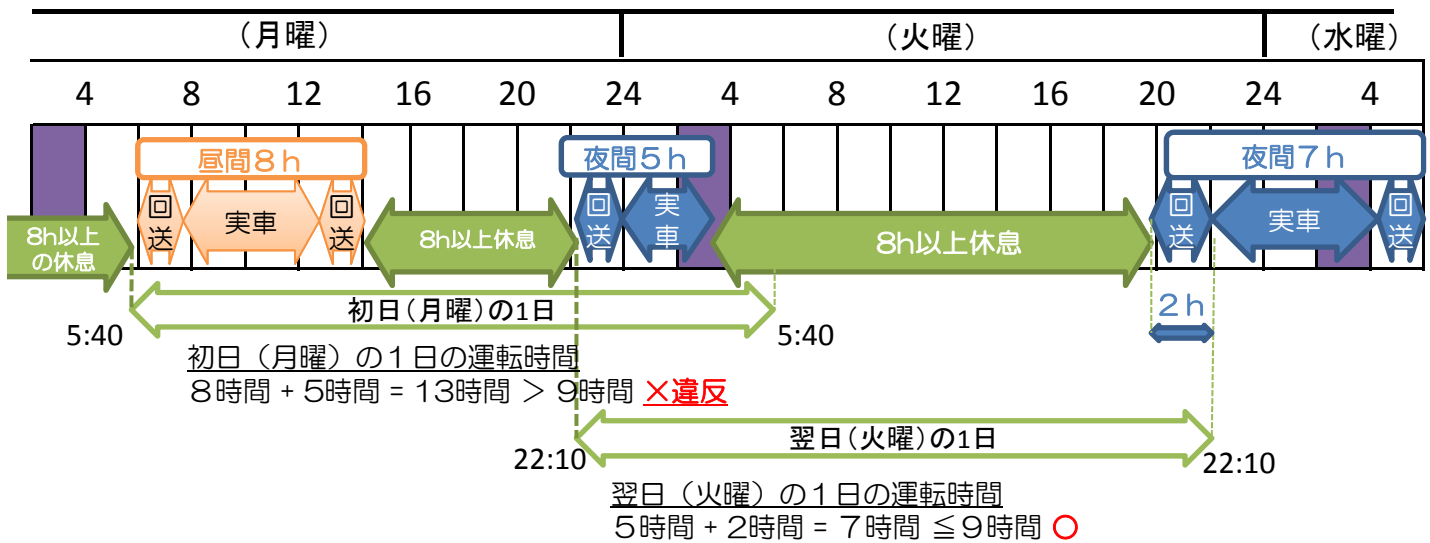 (月曜) (火曜) (水曜)
4 8 12 16 20 24 4 8 12 16 20 24 4
昼間8h 夜間5h 夜間7h
回送 実車 回送 回送 実車 回送 実車 回送
8h以上
の休息
8h以上休息 8h以上休息
初日(月曜)の1日
5:40 5:40
2h
初日（月曜）の１日の運転時間
８時間 + ５時間 = 13時間 ＞ ９時間 ×違反
翌日(火曜)の1日
22:10 22:10
翌日（火曜）の１日の運転時間
５時間 + ２時間 = ７時間 ≦９時間 ○